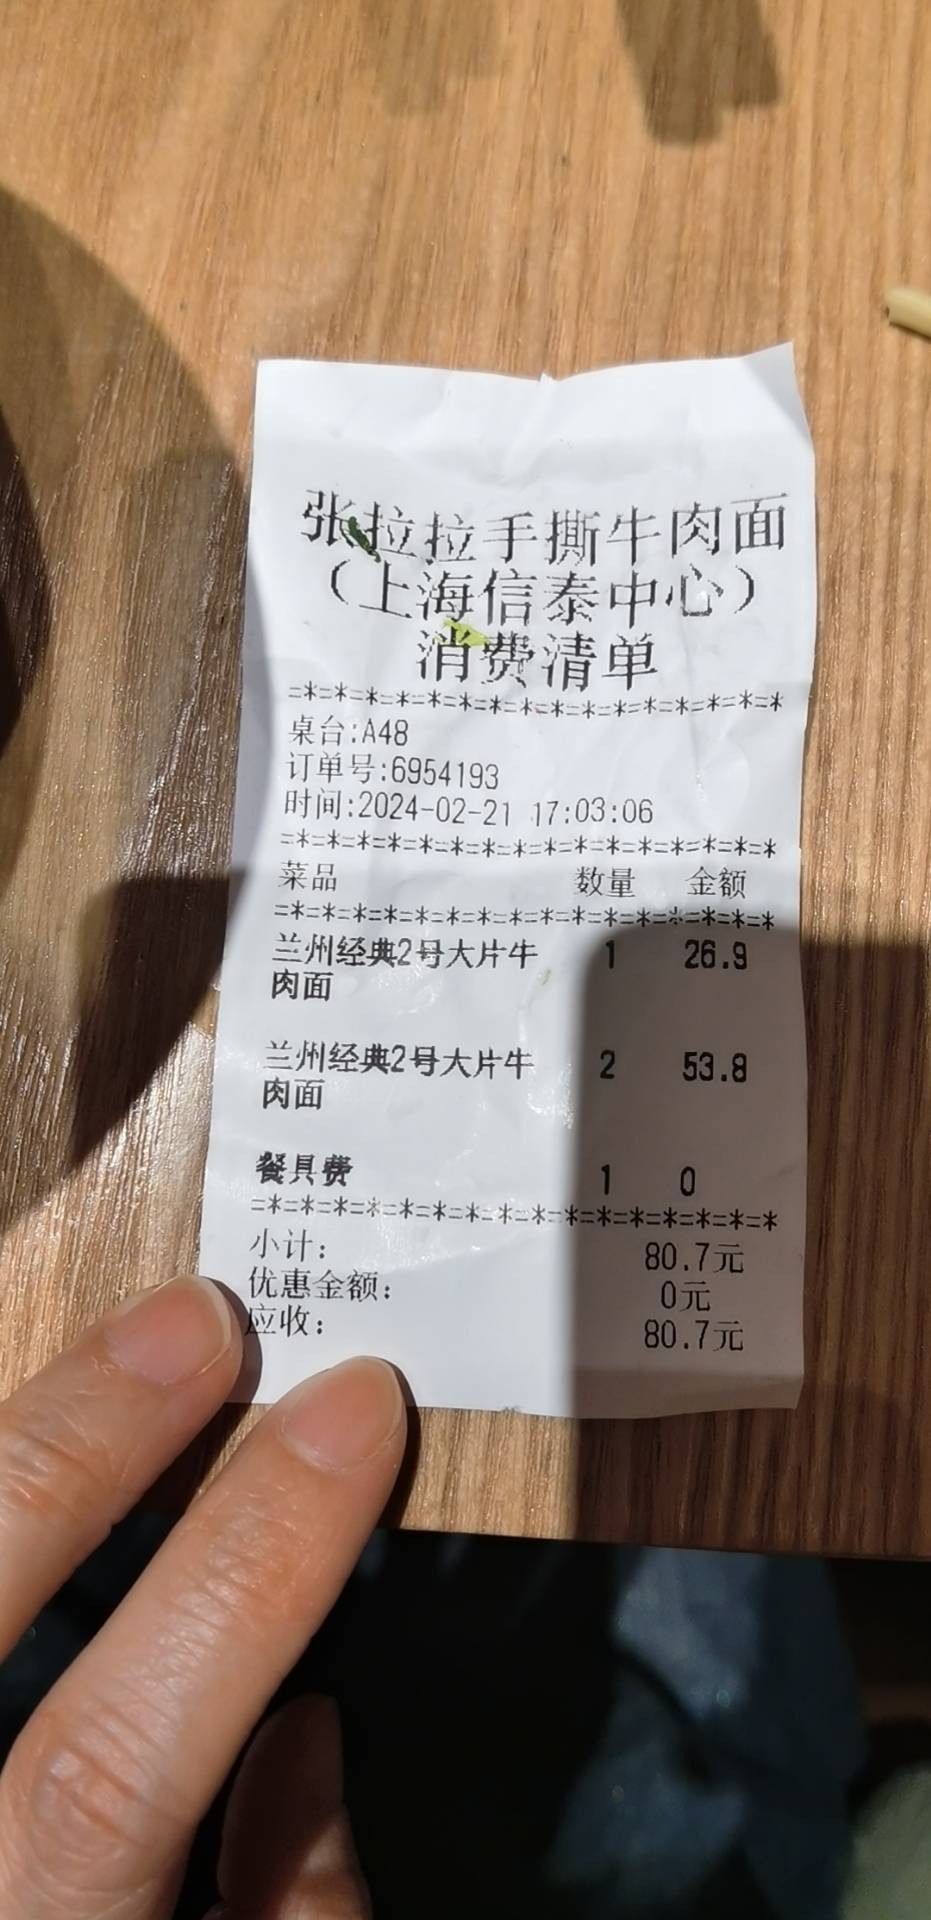 张拉拉手撕牛肉面
（上海信泰中心）
消费清单
=*=*=*=*=*=*=*=*=*=*=*=*=*=*=*=*
桌台:A48
订单号:6954193
时间:2024-02-21 17:03:06
=*=*=*=*=*=*=*=*=*=*=*=*=*=*=*=*
菜品 数量 金额
=*=*=*=*=*=*=*=*=*=*=*=*=*=*=*=*
兰州经典2号大片牛 1 26.9
肉面
兰州经典2号大片牛 2 53.8
肉面
餐具费 1 0
=*=*=*=*=*=*=*=*=*=*=*=*=*=*=*=*
小计： 80.7元
优惠金额： 0元
应收： 80.7元